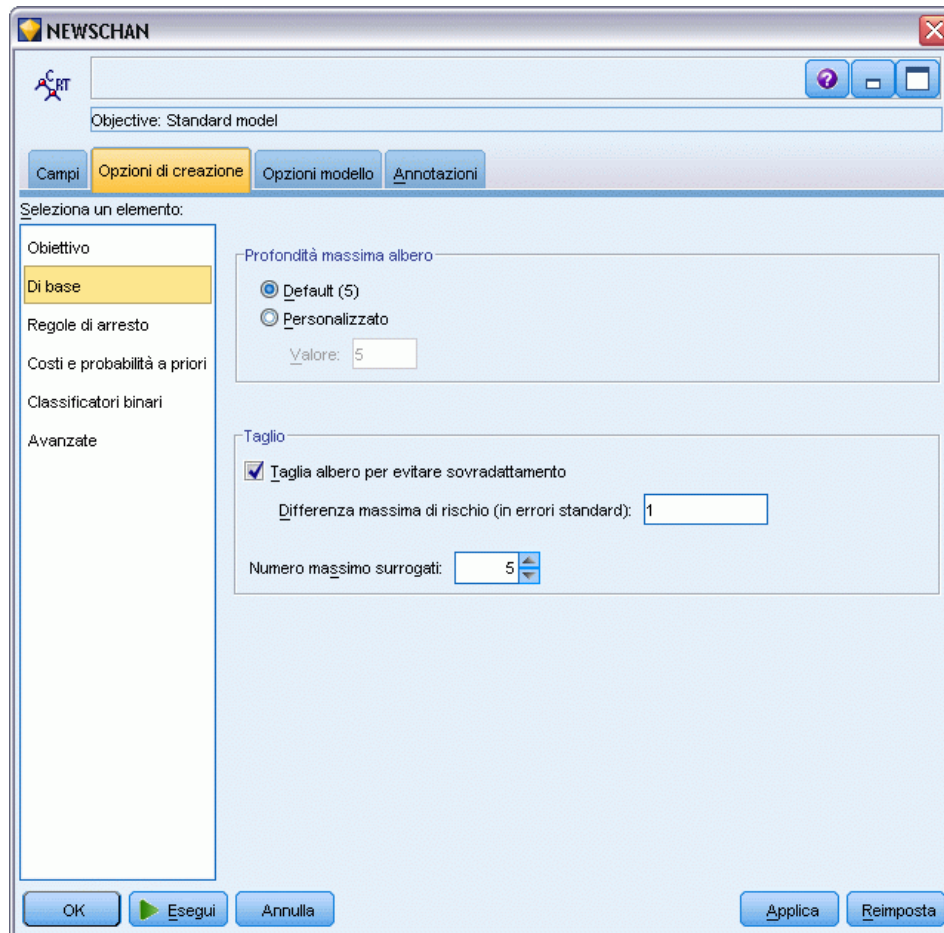 NEWSCHAN
C RT
Objective: Standard model
Campi Opzioni di creazione Opzioni modello Annotazioni
Seleziona un elemento:
Obiettivo
Di base
Regole di arresto
Costi e probabilità a priori
Classificatori binari
Avanzate
Profondità massima albero
Default (5)
Personalizzato
Valore: 5
Taglio
Taglia albero per evitare sovradattamento
Differenza massima di rischio (in errori standard): 1
Numero massimo surrogati: 5
OK Esegui Annulla Applica Reimposta